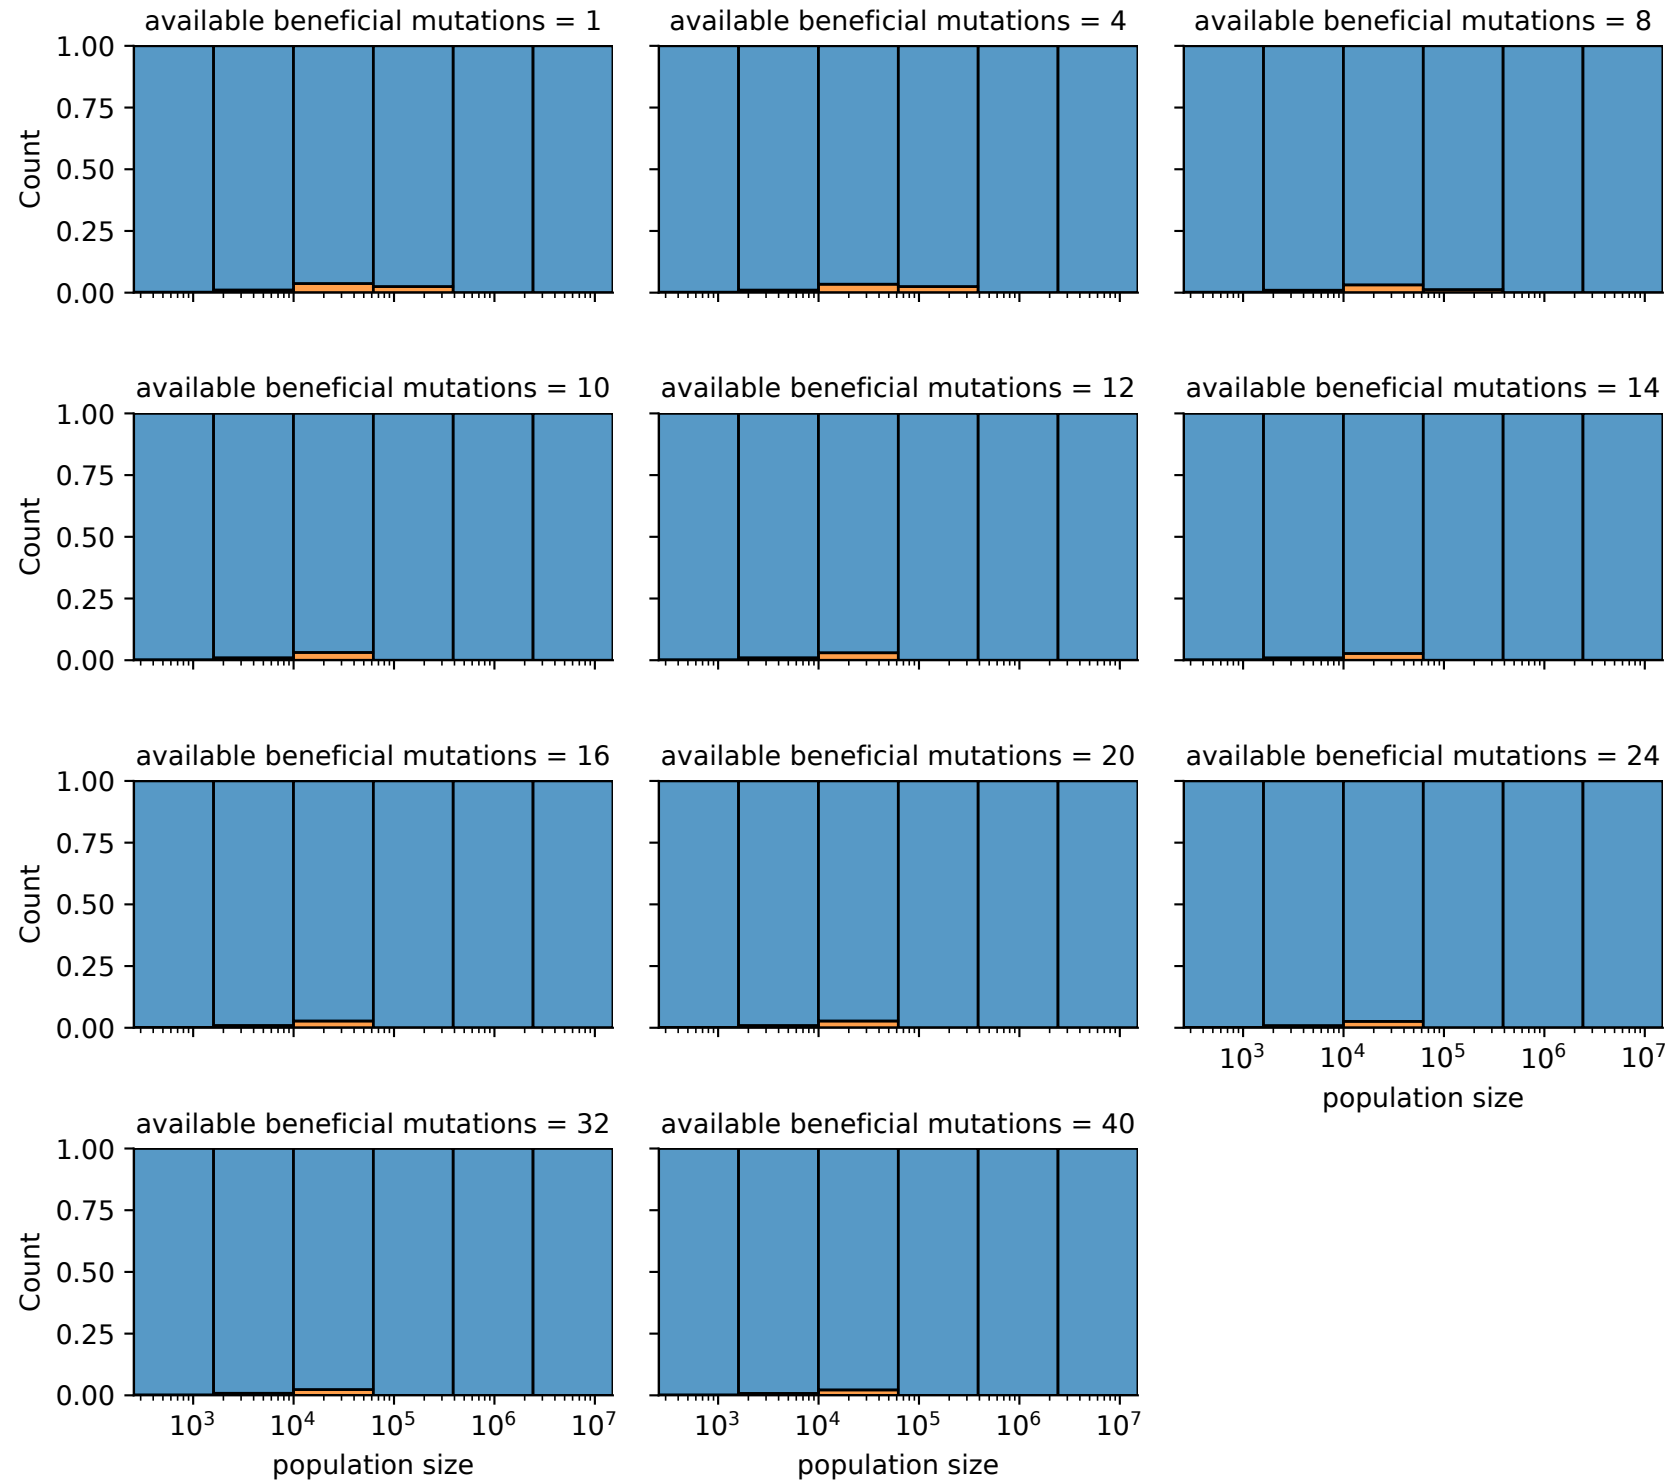 available beneficial mutations = 1
available beneficial mutations = 4
available beneficial mutations = 8
1.00
0.75
0.50
0.25
0.00
Count
available beneficial mutations = 10
available beneficial mutations = 12
available beneficial mutations = 14
1.00
0.75
0.50
0.25
0.00
Count
available beneficial mutations = 16
available beneficial mutations = 20
available beneficial mutations = 24
1.00
0.75
0.50
0.25
0.00
Count
10³ 10⁴ 10⁵ 10⁶ 10⁷
population size
available beneficial mutations = 32
available beneficial mutations = 40
1.00
0.75
0.50
0.25
0.00
Count
10³ 10⁴ 10⁵ 10⁶ 10⁷
10³ 10⁴ 10⁵ 10⁶ 10⁷
population size
population size